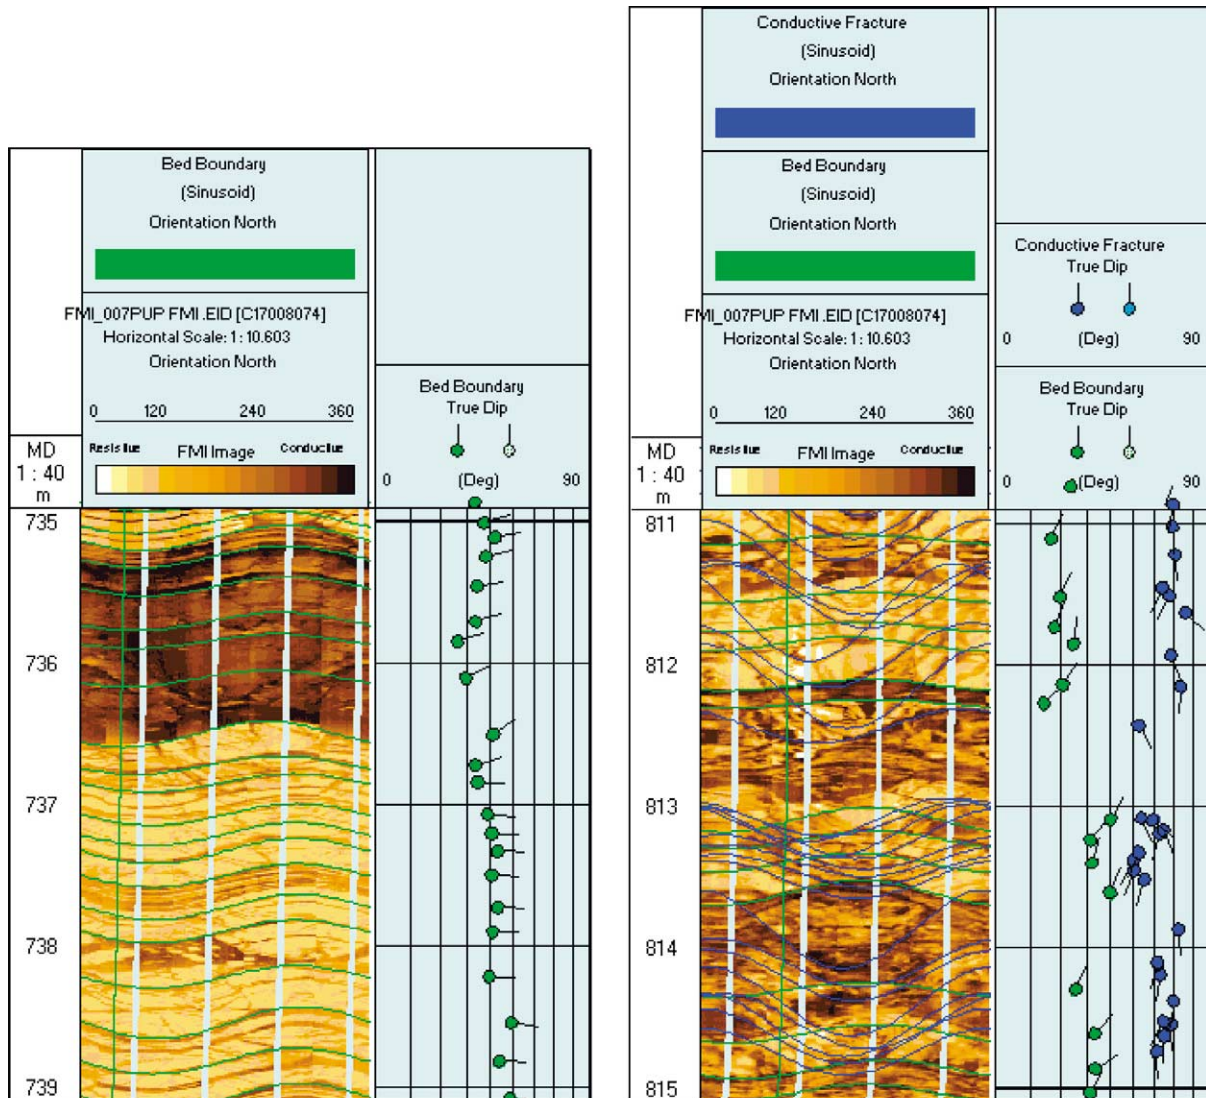 Bed Boundary
(Sinusoid)
Orientation North
FMI_007PUP FMI .EID [C17008074]
Horizontal Scale: 1 : 10.603
Orientation North
0 120 240 360
Resistive FMI Image Conductive
MD
1 : 40
m
Bed Boundary
True Dip
0 (Deg) 90
735
736
737
738
739
Conductive Fracture
(Sinusoid)
Orientation North
Bed Boundary
(Sinusoid)
Orientation North
FMI_007PUP FMI .EID [C17008074]
Horizontal Scale: 1 : 10.603
Orientation North
0 120 240 360
Resistive FMI Image Conductive
MD
1 : 40
m
Conductive Fracture
True Dip
0 (Deg) 90
Bed Boundary
True Dip
0 (Deg) 90
811
812
813
814
815